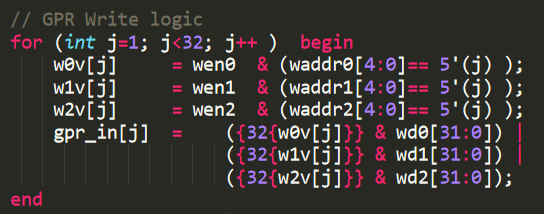 // GPR Write logic
for (int j=1; j<32; j++ )  begin
    w0v[j]     = wen0  & (waddr0[4:0]== 5'(j) );
    w1v[j]     = wen1  & (waddr1[4:0]== 5'(j) );
    w2v[j]     = wen2  & (waddr2[4:0]== 5'(j) );
    gpr_in[j]  =    ({32{w0v[j]}} & wd0[31:0]) |
                    ({32{w1v[j]}} & wd1[31:0]) |
                    ({32{w2v[j]}} & wd2[31:0]);
end